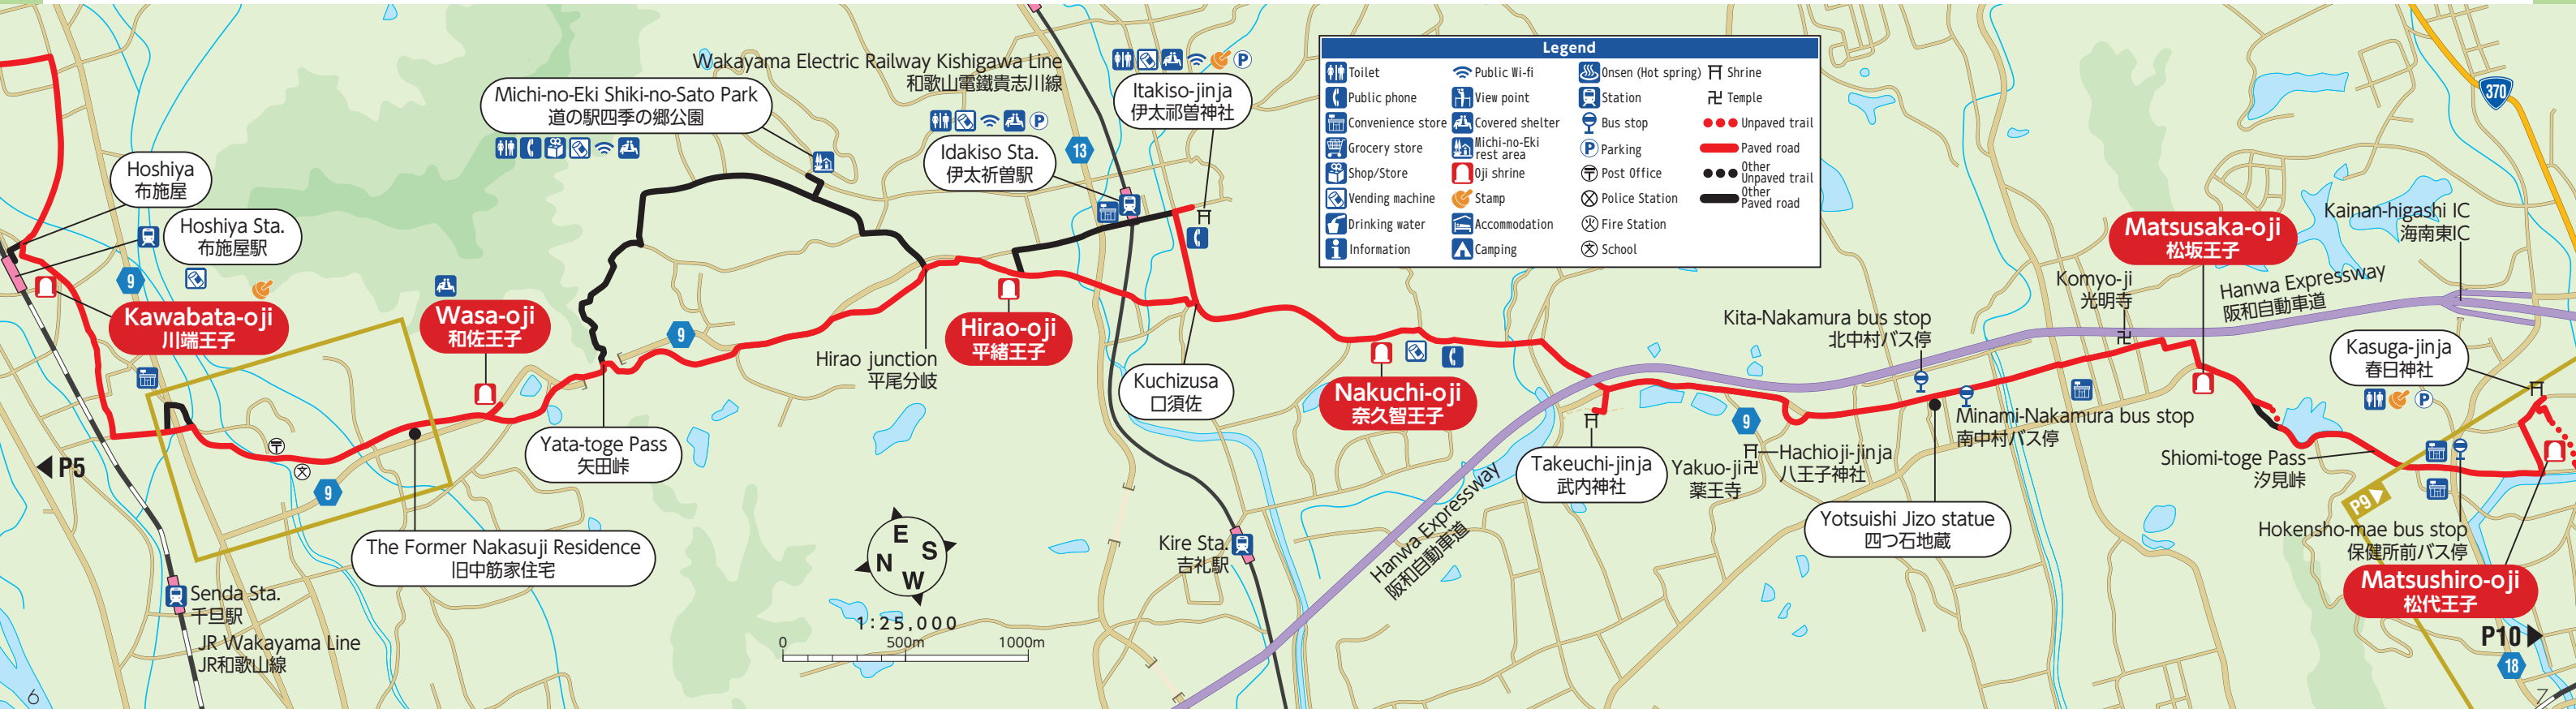 Wakayama Electric Railway Kishigawa Line
和歌山電鐵貴志川線
Michi-no-Eki Shiki-no-Sato Park
道の駅四季の郷公園
Itakiso-jinja
伊太祁曽神社
Idakiso Sta.
伊太祈曽駅
13
Hoshiya
布施屋
Hoshiya Sta.
布施屋駅
9
Kawabata-oji
川端王子
Wasa-oji
和佐王子
9
Hirao junction
平尾分岐
Hirao-oji
平緒王子
Yata-toge Pass
矢田峠
9
The Former Nakasuji Residence
旧中筋家住宅
P5
Senda Sta.
千旦駅
JR Wakayama Line
JR和歌山線
6
E
N
S
W
1:25,000
0
500m
1000m
Kuchizusa
口須佐
Kire Sta.
吉礼駅
Legend
Toilet
Public phone
Convenience store
Grocery store
Shop/Store
Vending machine
Drinking water
Information
Public Wi-fi
View point
Covered shelter
Michi-no-Eki
rest area
Oji shrine
Stamp
Accommodation
Camping
Onsen (Hot spring)
Station
Bus stop
Parking
Post Office
Police Station
Fire Station
School
Shrine
Temple
Unpaved trail
Paved road
Other
Unpaved trail
Other
Paved road
Nakuchi-oji
奈久智王子
Hanwa Expressway
阪和自動車道
Takeuchi-jinja
武内神社
9
Yakuo-ji
薬王寺
Hachioji-jinja
八王子神社
Kita-Nakamura bus stop
北中村バス停
Minami-Nakamura bus stop
南中村バス停
Yotsuishi Jizo statue
四つ石地蔵
Komyo-ji
光明寺
Matsusaka-oji
松坂王子
Hanwa Expressway
阪和自動車道
Kainan-higashi IC
海南東IC
370
Kasuga-jinja
春日神社
Shiomi-toge Pass
汐見峠
P9
Hokensho-mae bus stop
保健所前バス停
Matsushiro-oji
松代王子
P10
18
7